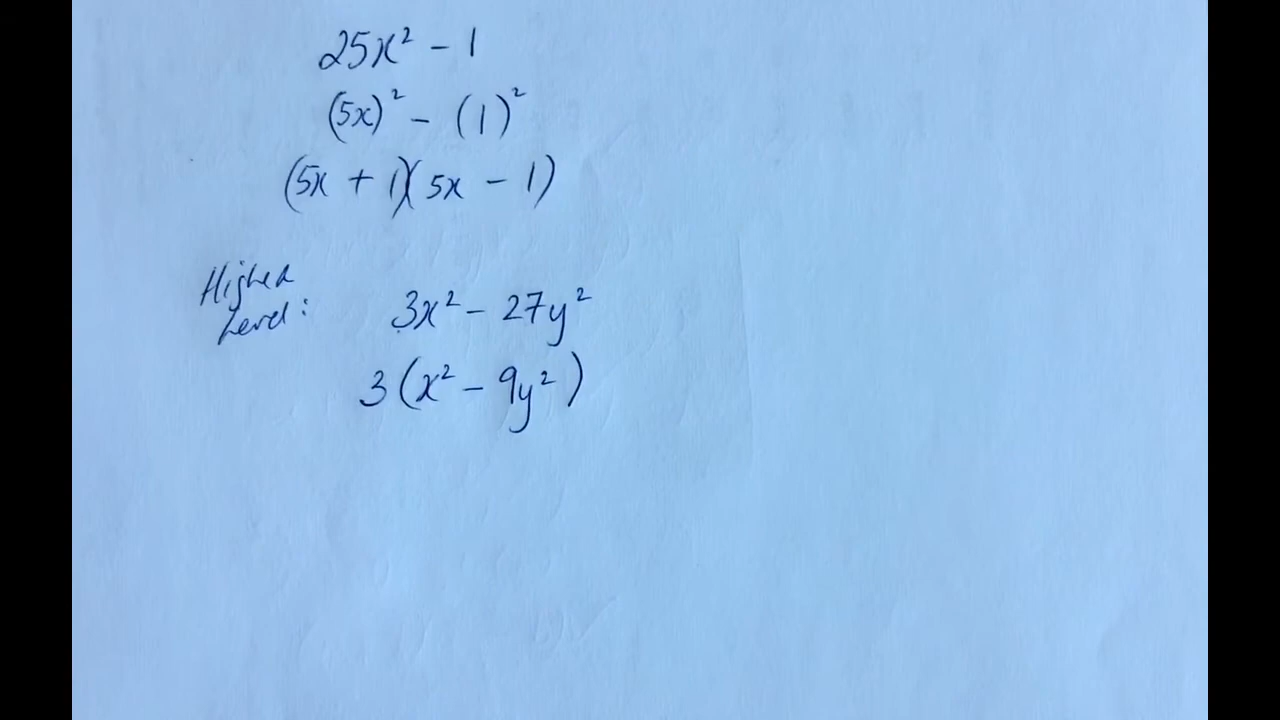 25x² - 1
(5x)² - (1)²
(5x + 1)(5x - 1)
Higher
Level:
3x² - 27y²
3(x² - 9y²)